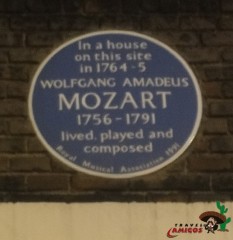 In a house
on this site
in 1764-5
WOLFGANG AMADEUS
MOZART
1756-1791
lived, played and
composed
Royal Musical Association 1991
TRAVEL
AMIGOS